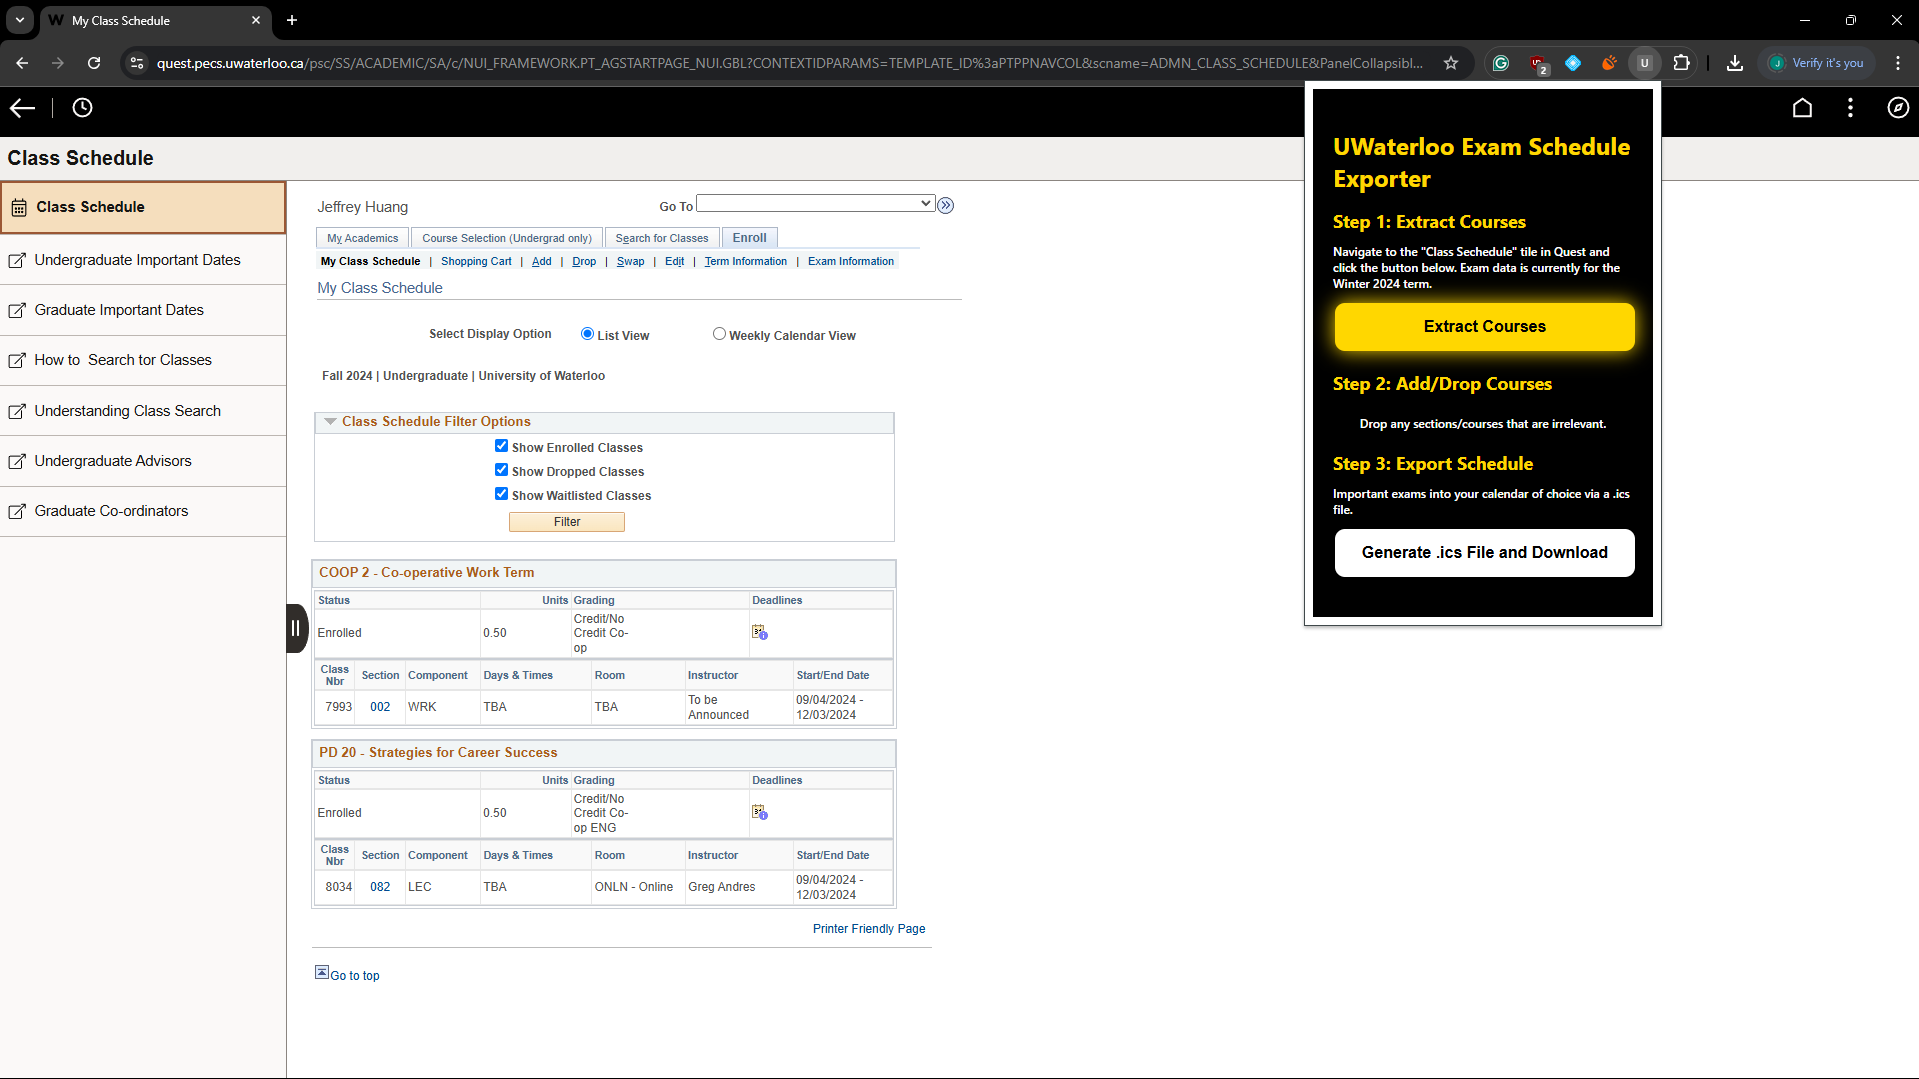 My Class Schedule
quest.pecs.uwaterloo.ca/psc/SS/ACADEMIC/SA/c/NUI_FRAMEWORK.PT_AGSTARTPAGE_NUI.GBL?CONTEXTIDPARAMS=TEMPLATE_ID%3aPTPPNAVCOL&scname=ADMN_CLASS_SCHEDULE&PanelCollapsibl...
2
U
J
Verify it's you
Class Schedule
Class Schedule
Undergraduate Important Dates
Graduate Important Dates
How to Search tor Classes
Understanding Class Search
Undergraduate Advisors
Graduate Co-ordinators
Jeffrey Huang
Go To
My Academics
Course Selection (Undergrad only)
Search for Classes
Enroll
My Class Schedule | Shopping Cart | Add | Drop | Swap | Edit | Term Information | Exam Information
My Class Schedule
Select Display Option
List View
Weekly Calendar View
Fall 2024 | Undergraduate | University of Waterloo
Class Schedule Filter Options
Show Enrolled Classes
Show Dropped Classes
Show Waitlisted Classes
Filter
COOP 2 - Co-operative Work Term
Status Units Grading Deadlines
Enrolled 0.50 Credit/No
Credit Co-
op
Class
Nbr Section Component Days & Times Room Instructor Start/End Date
7993 002 WRK TBA TBA To be
Announced 09/04/2024 -
12/03/2024
PD 20 - Strategies for Career Success
Status Units Grading Deadlines
Enrolled 0.50 Credit/No
Credit Co-
op ENG
Class
Nbr Section Component Days & Times Room Instructor Start/End Date
8034 082 LEC TBA ONLN - Online Greg Andres 09/04/2024 -
12/03/2024
Printer Friendly Page
Go to top
UWaterloo Exam Schedule
Exporter
Step 1: Extract Courses
Navigate to the "Class Sechedule" tile in Quest and
click the button below. Exam data is currently for the
Winter 2024 term.
Extract Courses
Step 2: Add/Drop Courses
Drop any sections/courses that are irrelevant.
Step 3: Export Schedule
Important exams into your calendar of choice via a .ics
file.
Generate .ics File and Download